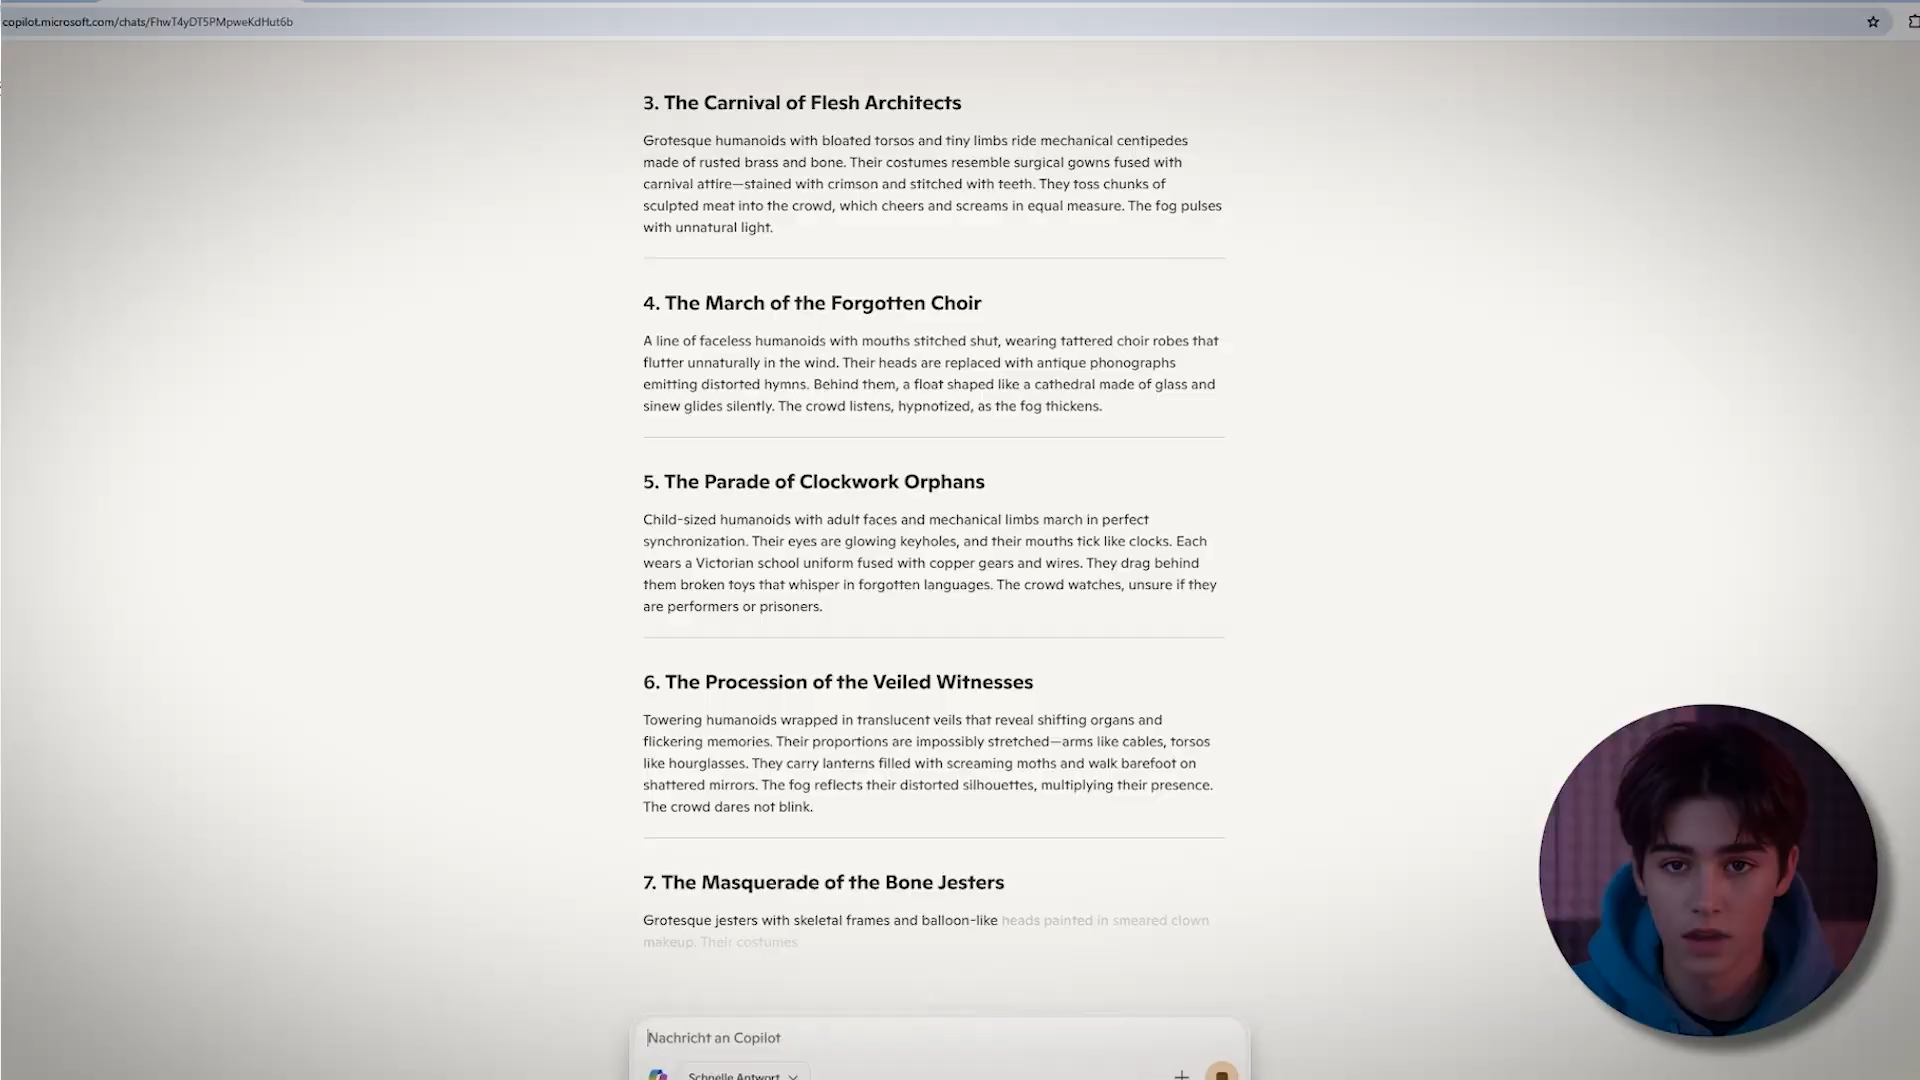 copilot.microsoft.com/chats/FhwT4yDT5PMpweKdHut6b
3. The Carnival of Flesh Architects
Grotesque humanoids with bloated torsos and tiny limbs ride mechanical centipedes
made of rusted brass and bone. Their costumes resemble surgical gowns fused with
carnival attire—stained with crimson and stitched with teeth. They toss chunks of
sculpted meat into the crowd, which cheers and screams in equal measure. The fog pulses
with unnatural light.
4. The March of the Forgotten Choir
A line of faceless humanoids with mouths stitched shut, wearing tattered choir robes that
flutter unnaturally in the wind. Their heads are replaced with antique phonographs
emitting distorted hymns. Behind them, a float shaped like a cathedral made of glass and
sinew glides silently. The crowd listens, hypnotized, as the fog thickens.
5. The Parade of Clockwork Orphans
Child-sized humanoids with adult faces and mechanical limbs march in perfect
synchronization. Their eyes are glowing keyholes, and their mouths tick like clocks. Each
wears a Victorian school uniform fused with copper gears and wires. They drag behind
them broken toys that whisper in forgotten languages. The crowd watches, unsure if they
are performers or prisoners.
6. The Procession of the Veiled Witnesses
Towering humanoids wrapped in translucent veils that reveal shifting organs and
flickering memories. Their proportions are impossibly stretched—arms like cables, torsos
like hourglasses. They carry lanterns filled with screaming moths and walk barefoot on
shattered mirrors. The fog reflects their distorted silhouettes, multiplying their presence.
The crowd dares not blink.
7. The Masquerade of the Bone Jesters
Grotesque jesters with skeletal frames and balloon-like heads painted in smeared clown
makeup. Their costumes
Nachricht an Copilot
Schnelle Antwort